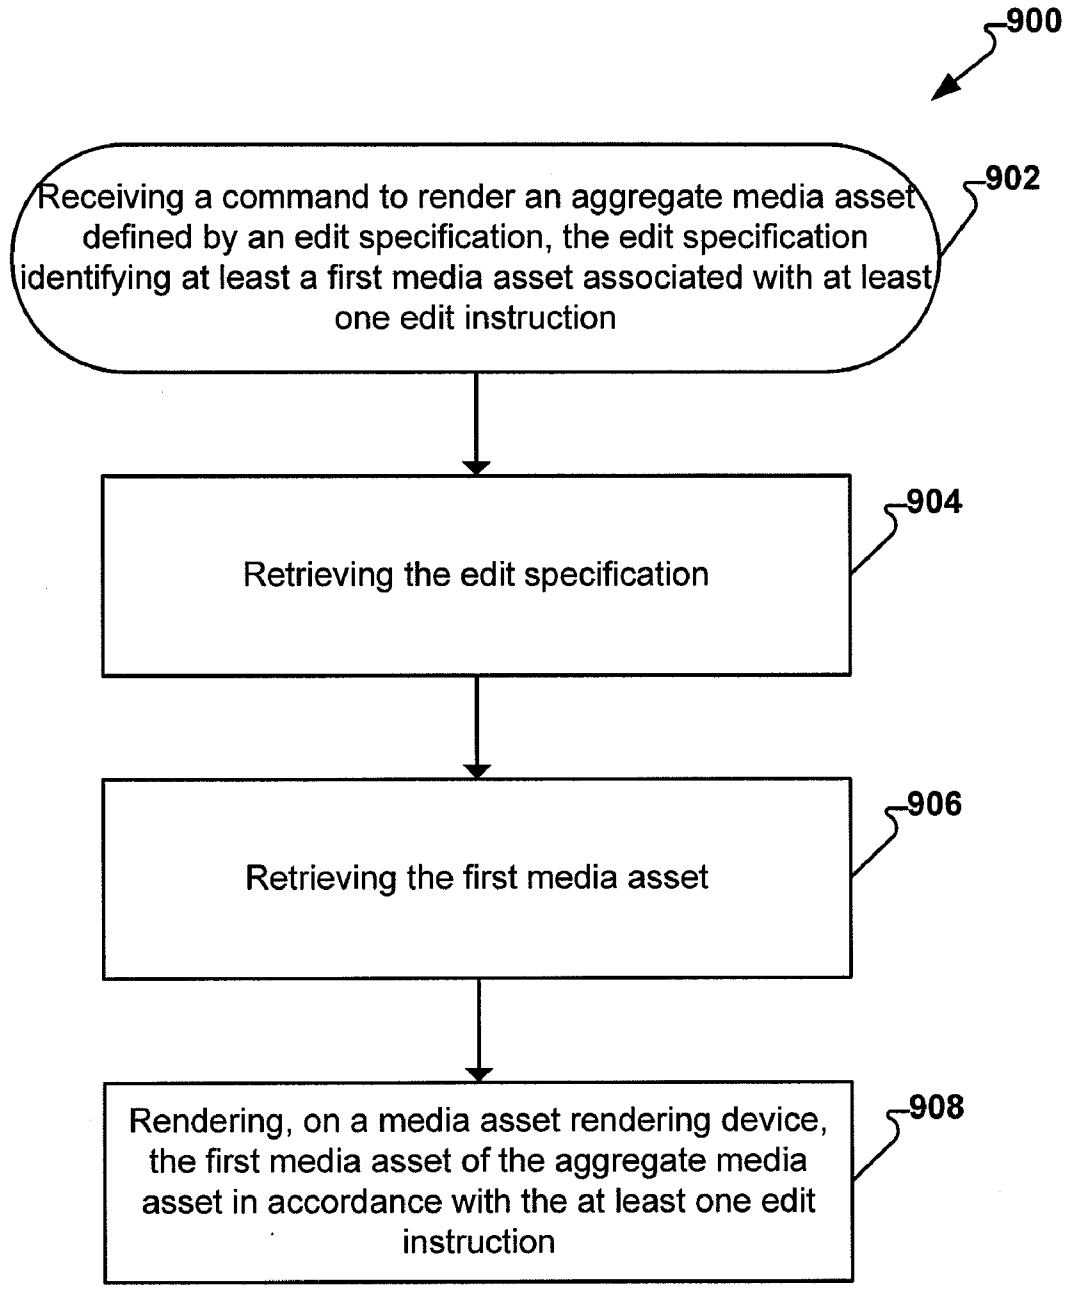 900
Receiving a command to render an aggregate media asset
defined by an edit specification, the edit specification
identifying at least a first media asset associated with at least
one edit instruction
902
Retrieving the edit specification
904
Retrieving the first media asset
906
Rendering, on a media asset rendering device,
the first media asset of the aggregate media
asset in accordance with the at least one edit
instruction
908